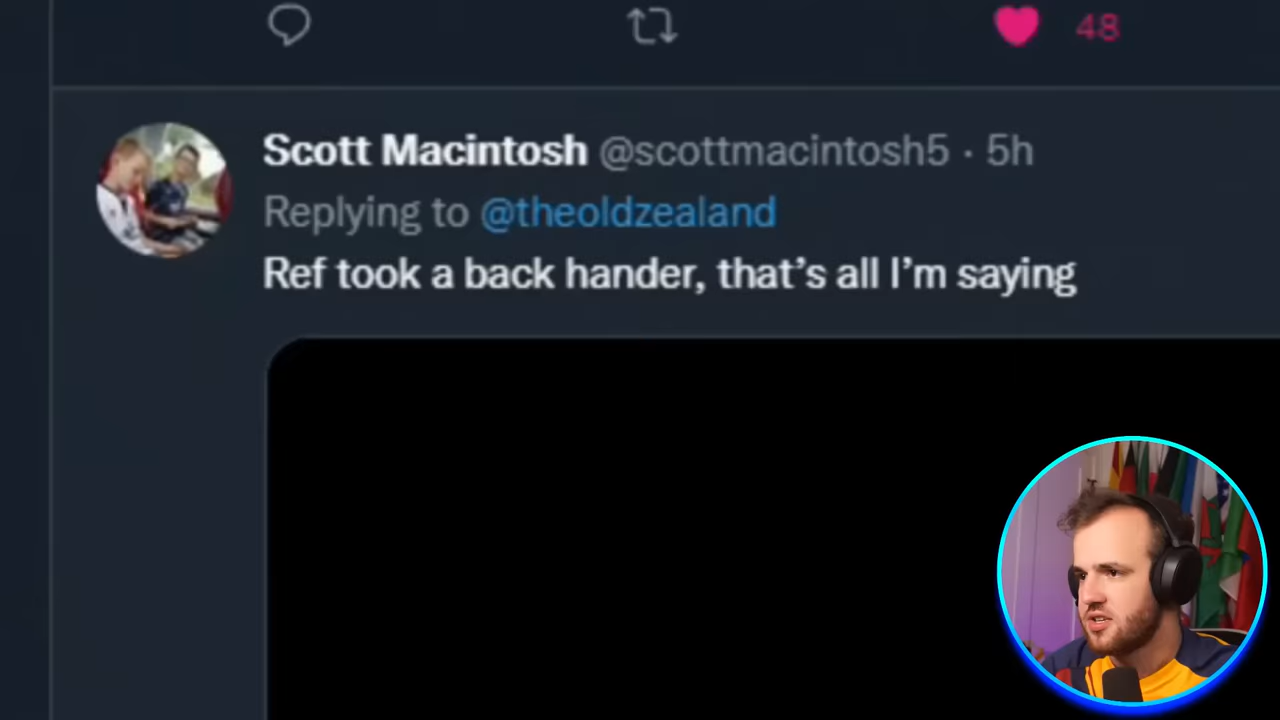 48
Scott Macintosh @scottmacintosh5 · 5h
Replying to @theoldzealand
Ref took a back hander, that’s all I’m saying